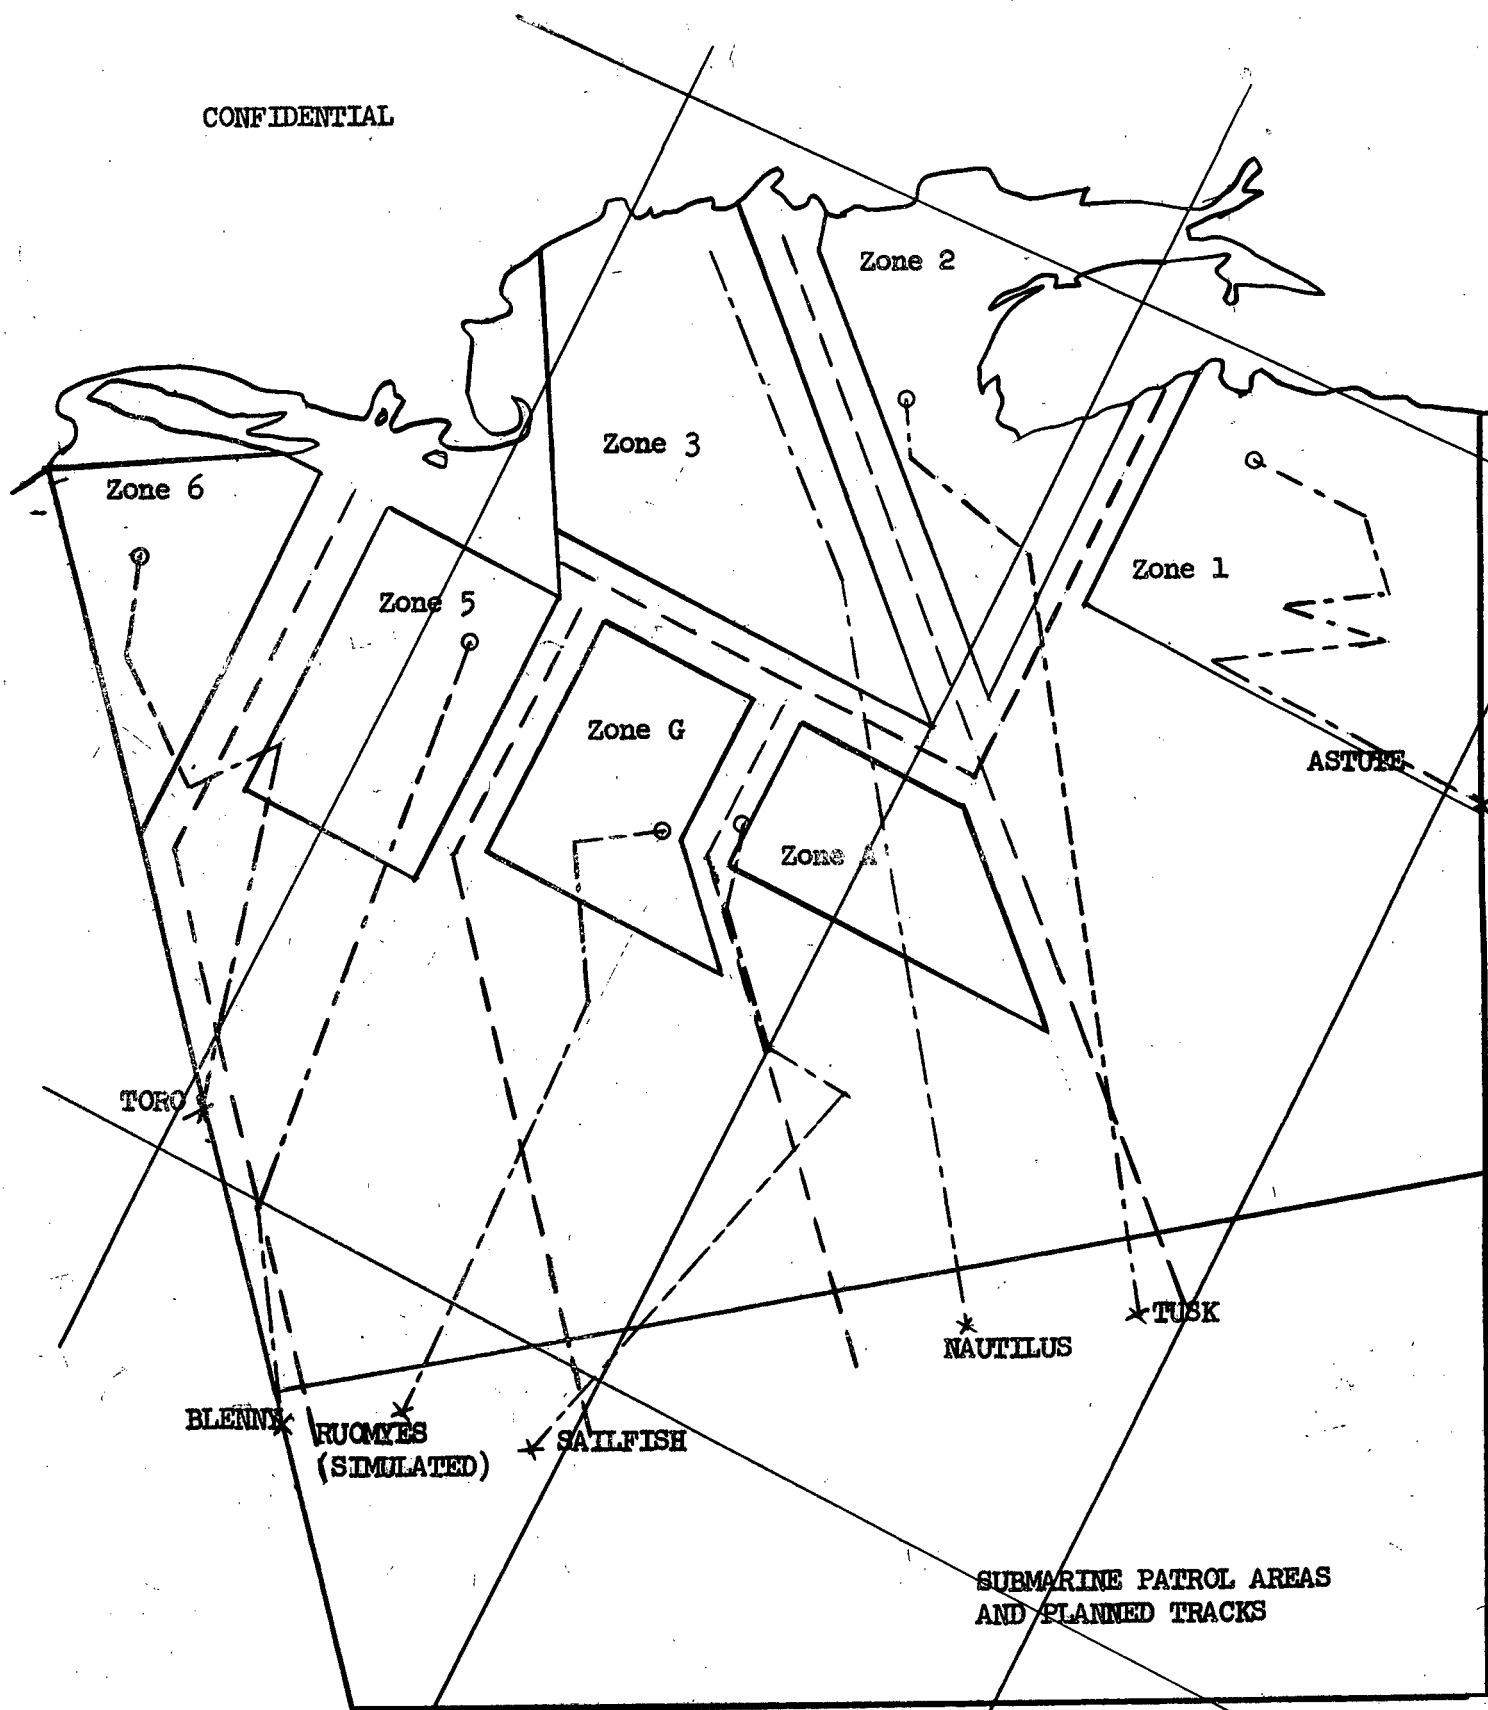 CONFIDENTIAL
Zone 2
Zone 3
Zone 6
Zone 1
Zone 5
Zone G
ASTUTE
Zone A
TORO
TUSK
NAUTILUS
BLENNY
RUOMYES
(SIMULATED)
SAILFISH
SUBMARINE PATROL AREAS
AND PLANNED TRACKS